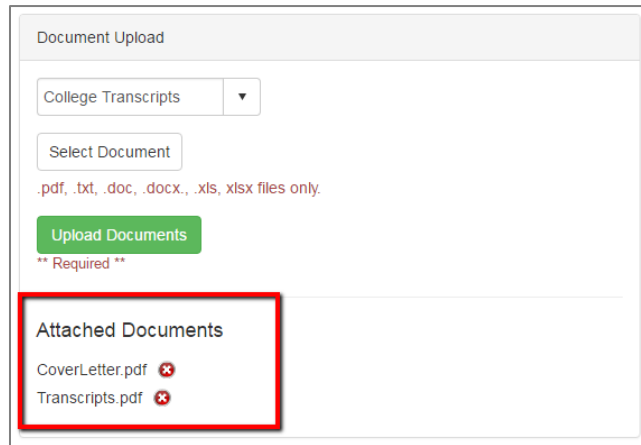 Document Upload
College Transcripts
Select Document
.pdf, .txt, .doc, .docx., .xls, xlsx files only.
Upload Documents
** Required **
Attached Documents
CoverLetter.pdf
Transcripts.pdf